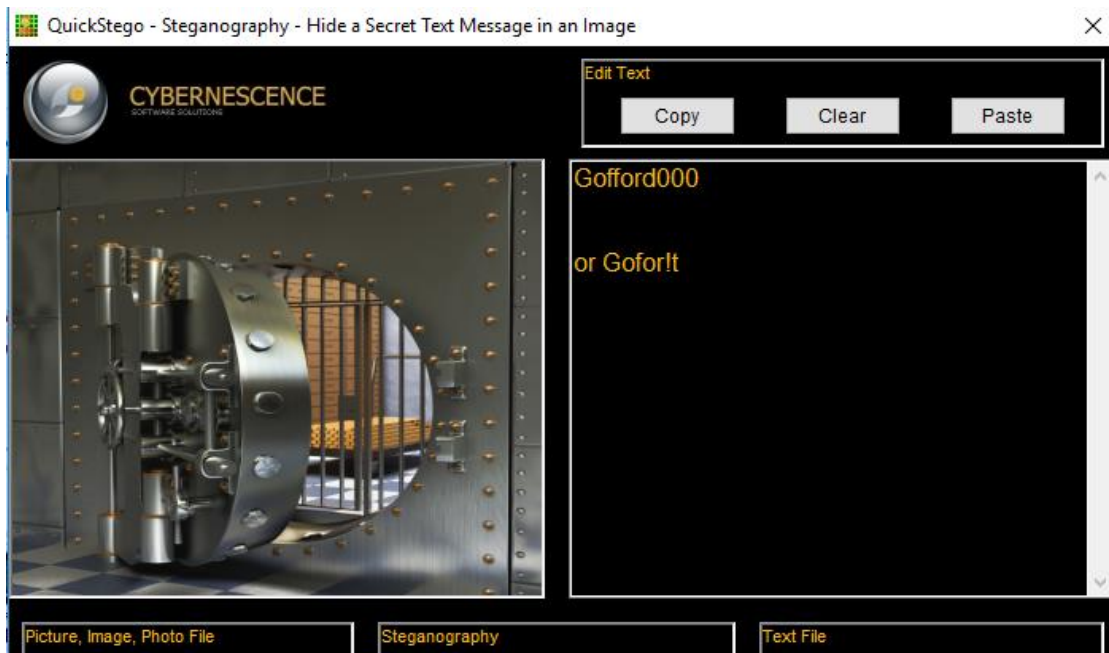 QuickStego - Steganography - Hide a Secret Text Message in an Image
CYBERNESCENCE
SOFTWARE SOLUTIONS
Edit Text
Copy
Clear
Paste
Gofford000
or Gofor!t
Picture, Image, Photo File
Steganography
Text File